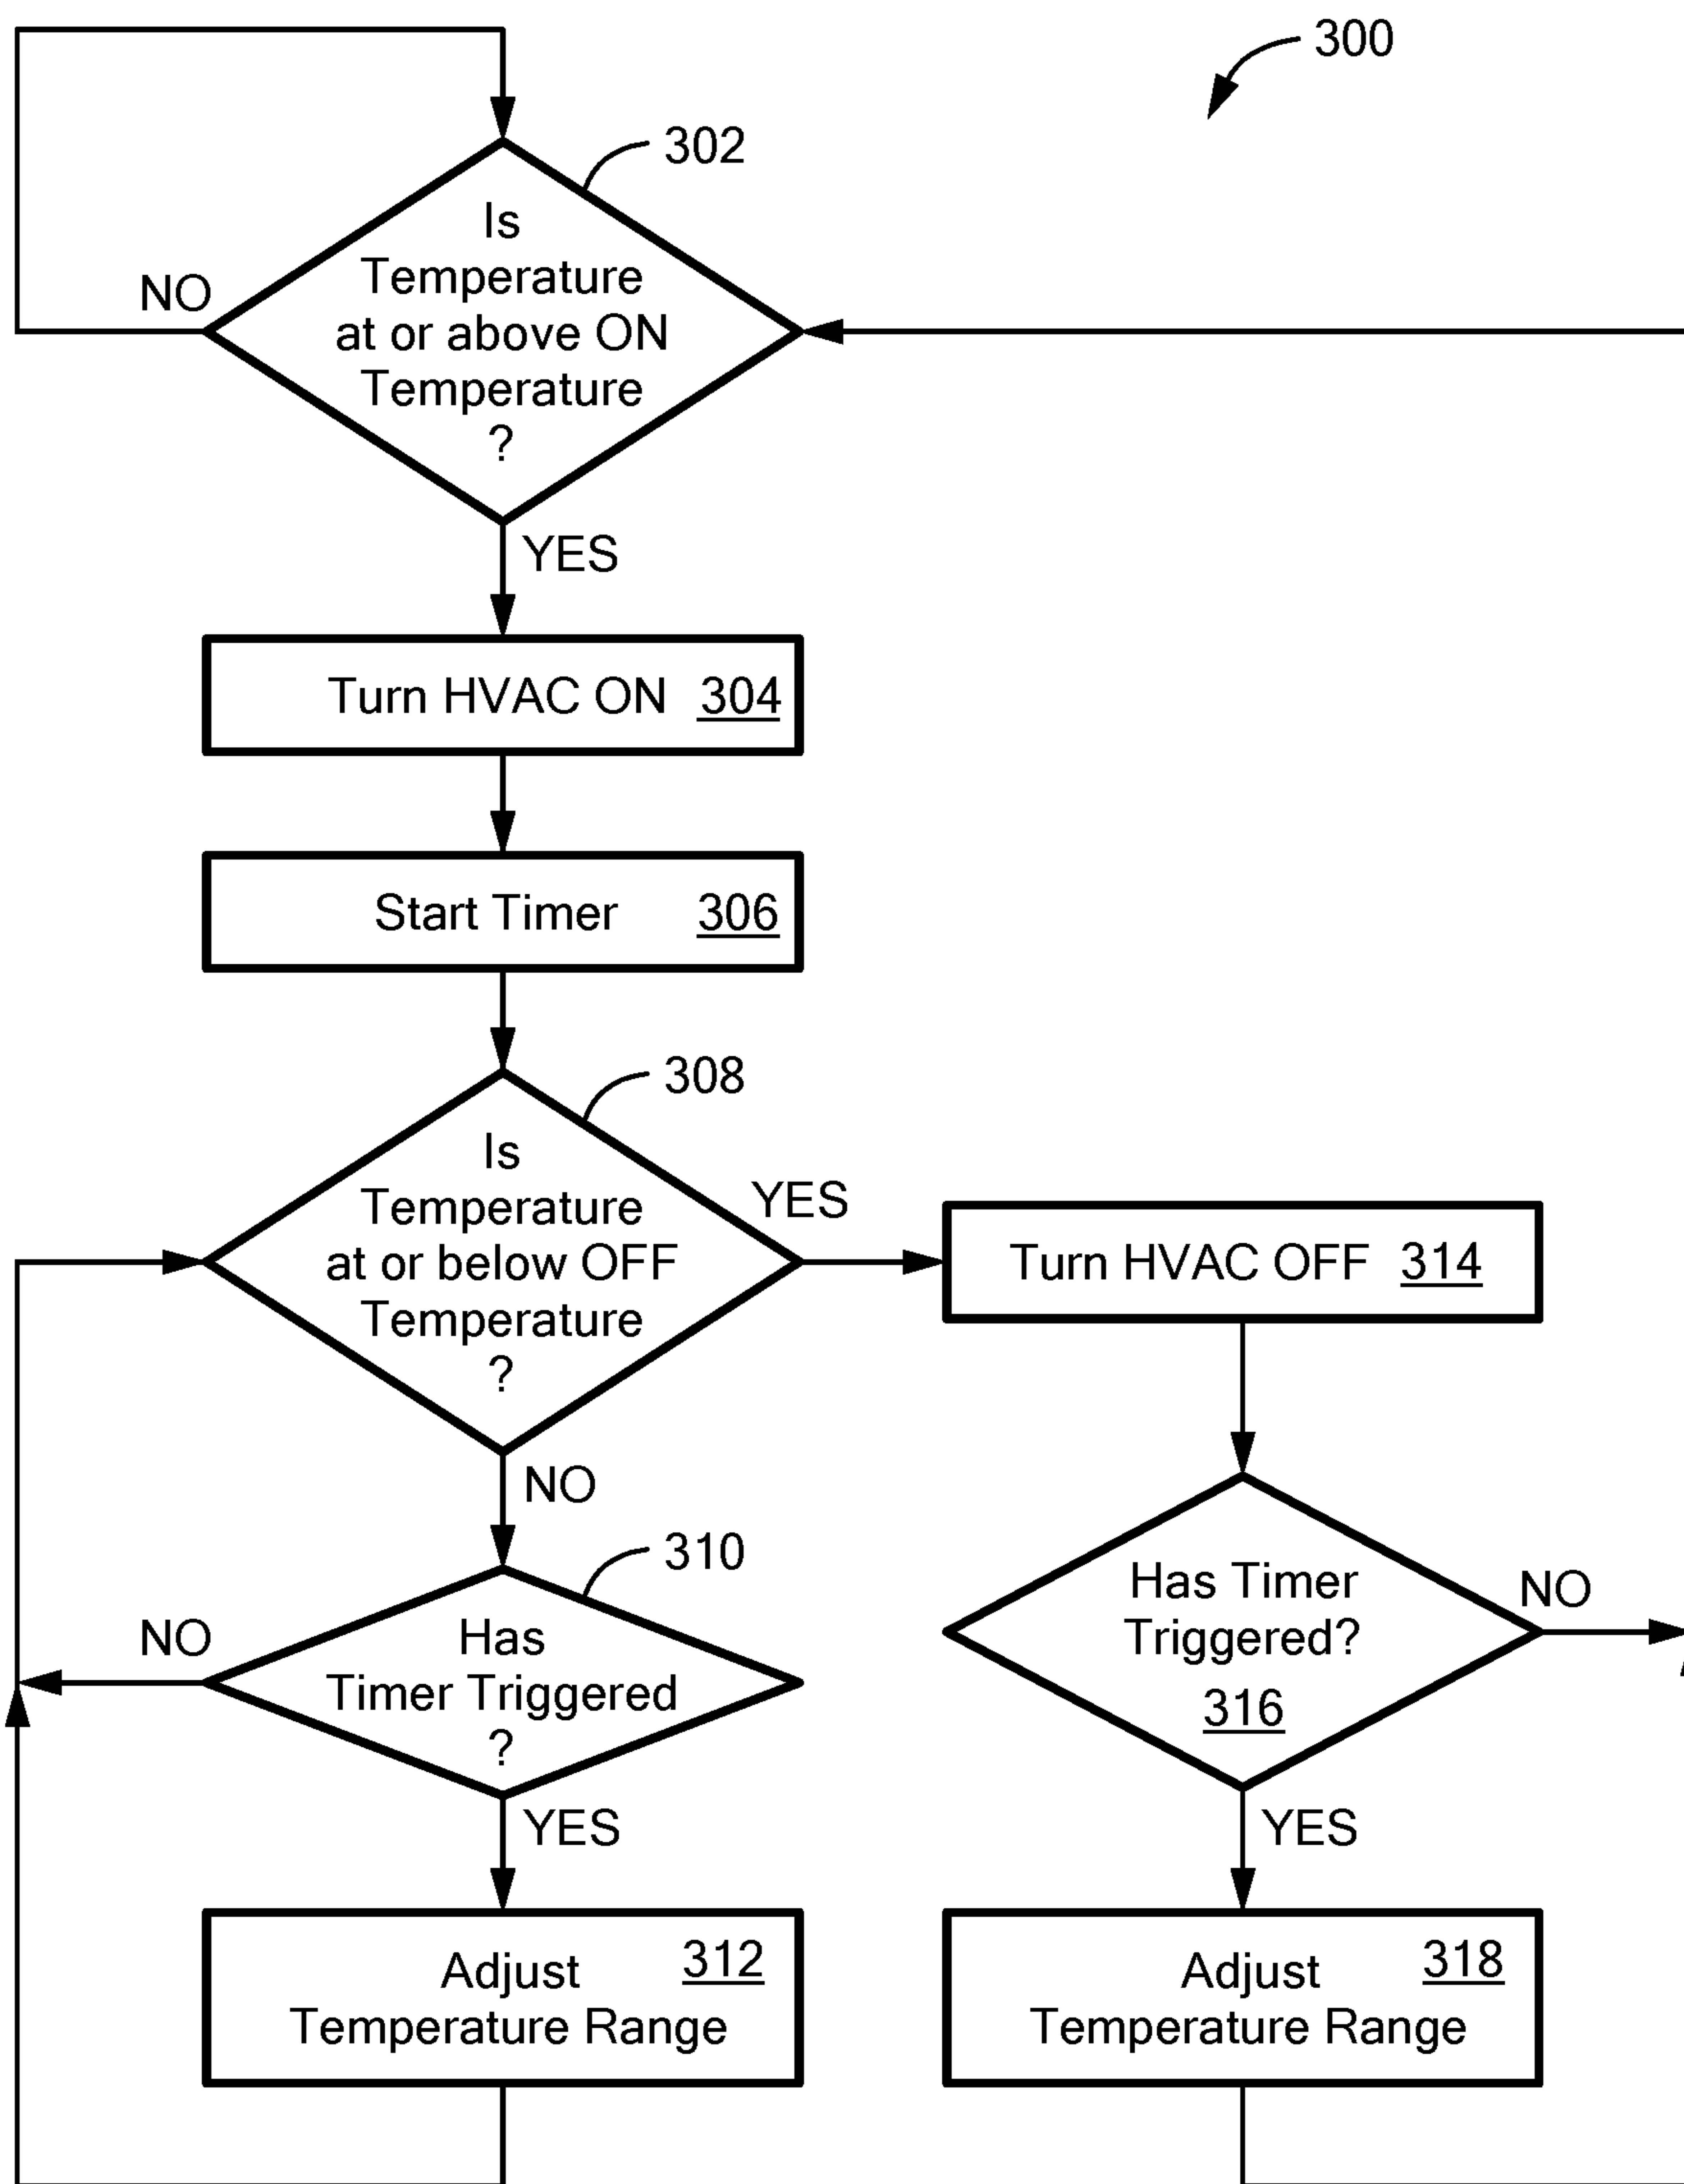 300
302
Is
Temperature
at or above ON
Temperature
?
NO
YES
Turn HVAC ON 304
Start Timer 306
308
Is
Temperature
at or below OFF
Temperature
?
YES
Turn HVAC OFF 314
NO
310
Has
Timer Triggered
?
NO
Has Timer
Triggered?
316
NO
YES
YES
312
Adjust
Temperature Range
318
Adjust
Temperature Range